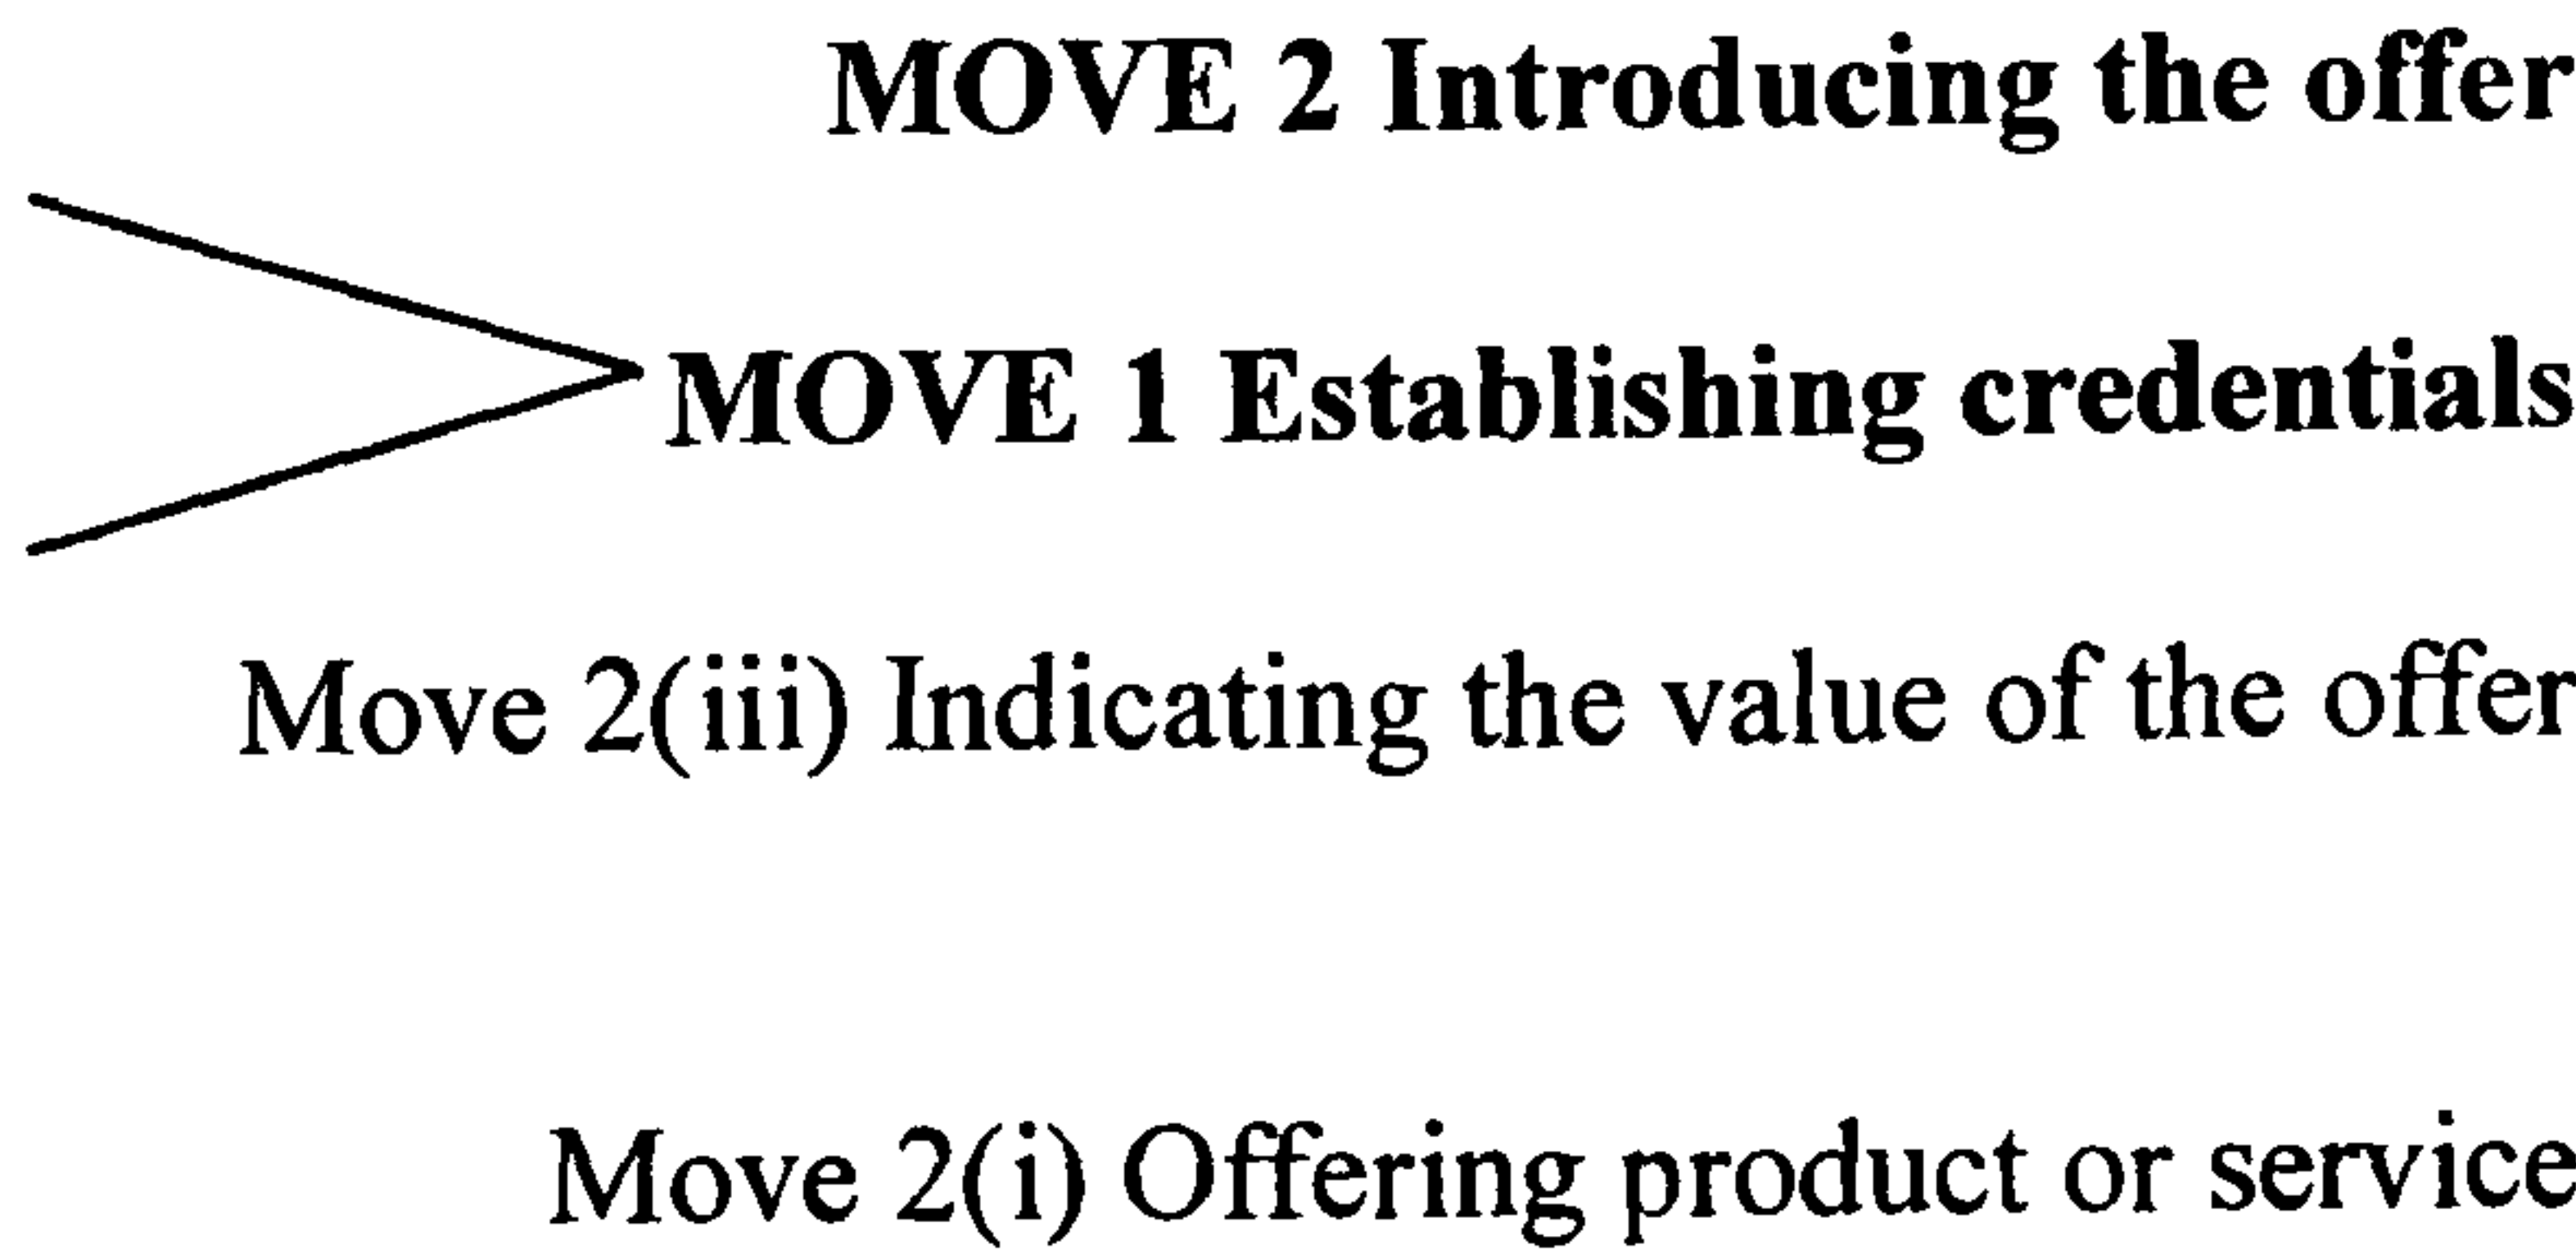 MOVE 2 Introducing the offer
MOVE 1 Establishing credentials
Move 2(iii) Indicating the value of the offer
Move 2(i) Offering product or service